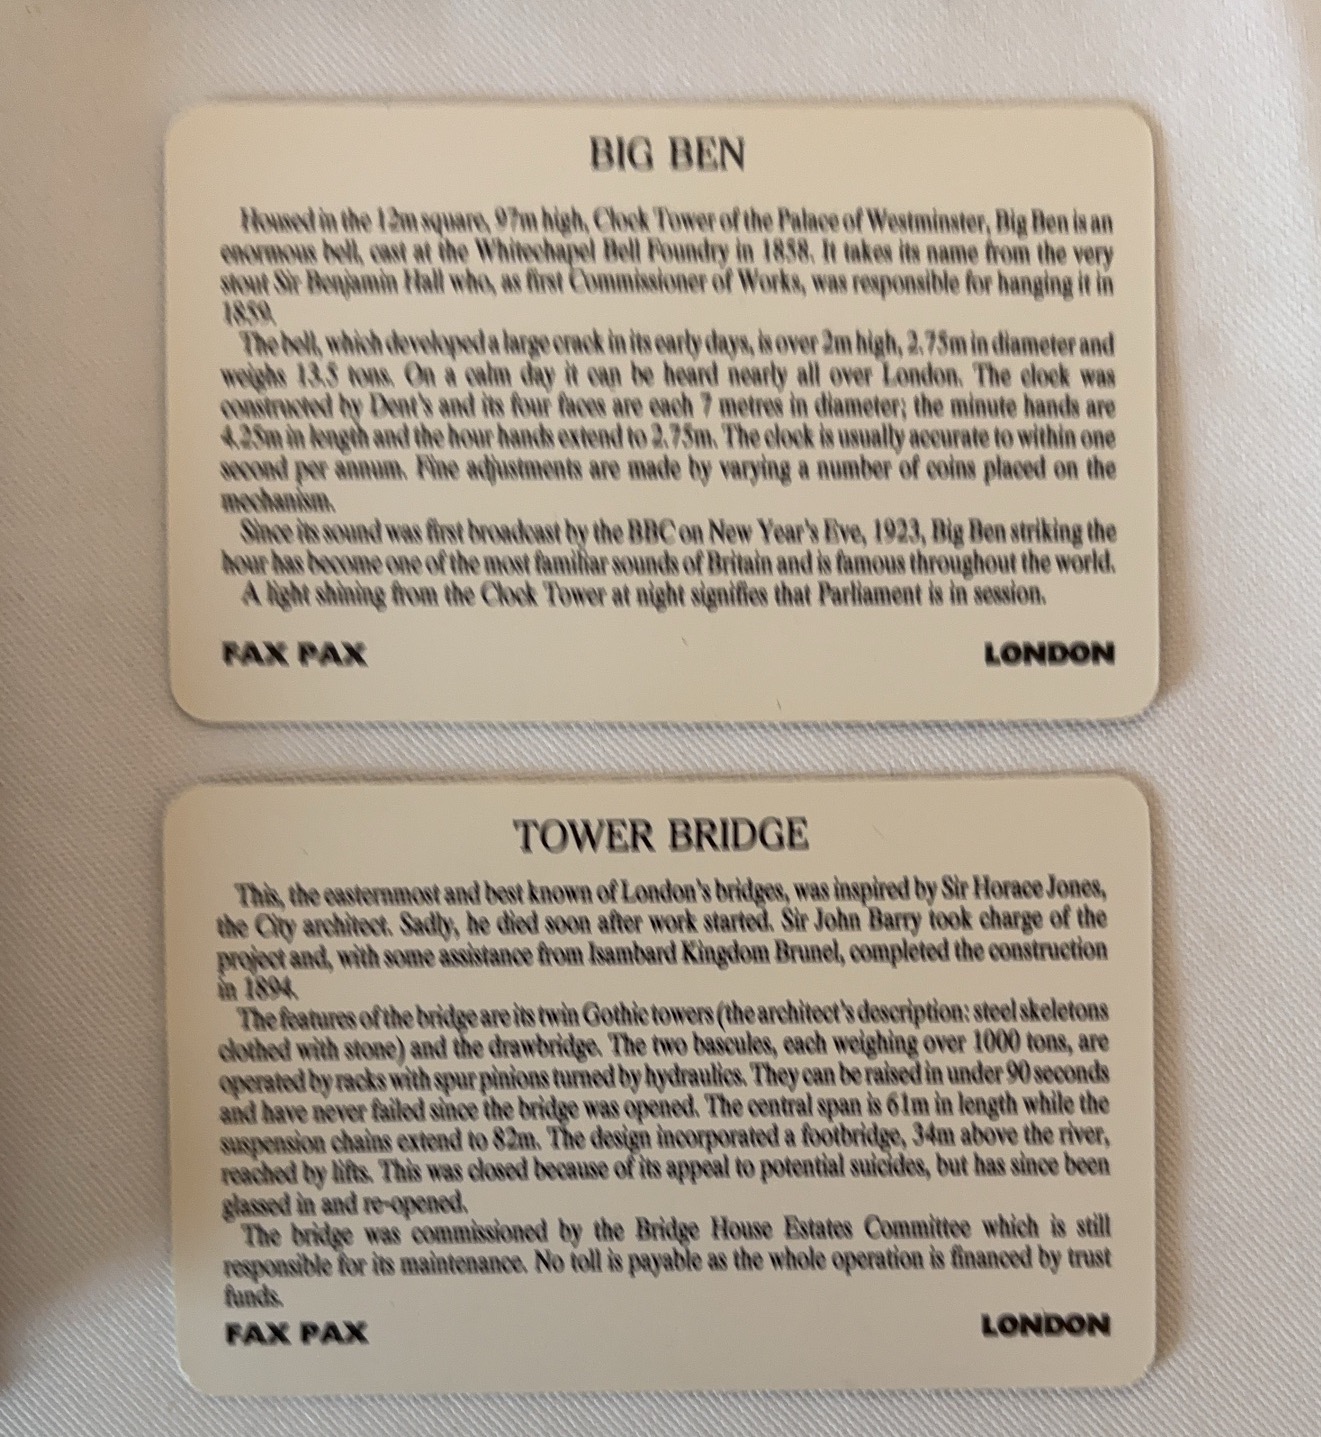 BIG BEN
Housed in the 12m square, 97m high, Clock Tower of the Palace of Westminster, Big Ben is an
enormous bell, cast at the Whitechapel Bell Foundry in 1858. It takes its name from the very
stout Sir Benjamin Hall who, as first Commissioner of Works, was responsible for hanging it in
1859.
The bell, which developed a large crack in its early days, is over 2m high, 2.75m in diameter and
weighs 13.5 tons. On a calm day it can be heard nearly all over London. The clock was
constructed by Dent's and its four faces are each 7 metres in diameter; the minute hands are
4.25m in length and the hour hands extend to 2.75m. The clock is usually accurate to within one
second per annum. Fine adjustments are made by varying a number of coins placed on the
mechanism.
Since its sound was first broadcast by the BBC on New Year's Eve, 1923, Big Ben striking the
hour has become one of the most familiar sounds of Britain and is famous throughout the world.
A light shining from the Clock Tower at night signifies that Parliament is in session.
FAX PAX LONDON
TOWER BRIDGE
This, the easternmost and best known of London's bridges, was inspired by Sir Horace Jones,
the City architect. Sadly, he died soon after work started. Sir John Barry took charge of the
project and, with some assistance from Isambard Kingdom Brunel, completed the construction
in 1894.
The features of the bridge are its twin Gothic towers (the architect's description: steel skeletons
clothed with stone) and the drawbridge. The two bascules, each weighing over 1000 tons, are
operated by racks with spur pinions turned by hydraulics. They can be raised in under 90 seconds
and have never failed since the bridge was opened. The central span is 61m in length while the
suspension chains extend to 82m. The design incorporated a footbridge, 34m above the river,
reached by lifts. This was closed because of its appeal to potential suicides, but has since been
glassed in and re-opened.
The bridge was commissioned by the Bridge House Estates Committee which is still
responsible for its maintenance. No toll is payable as the whole operation is financed by trust
funds.
FAX PAX LONDON